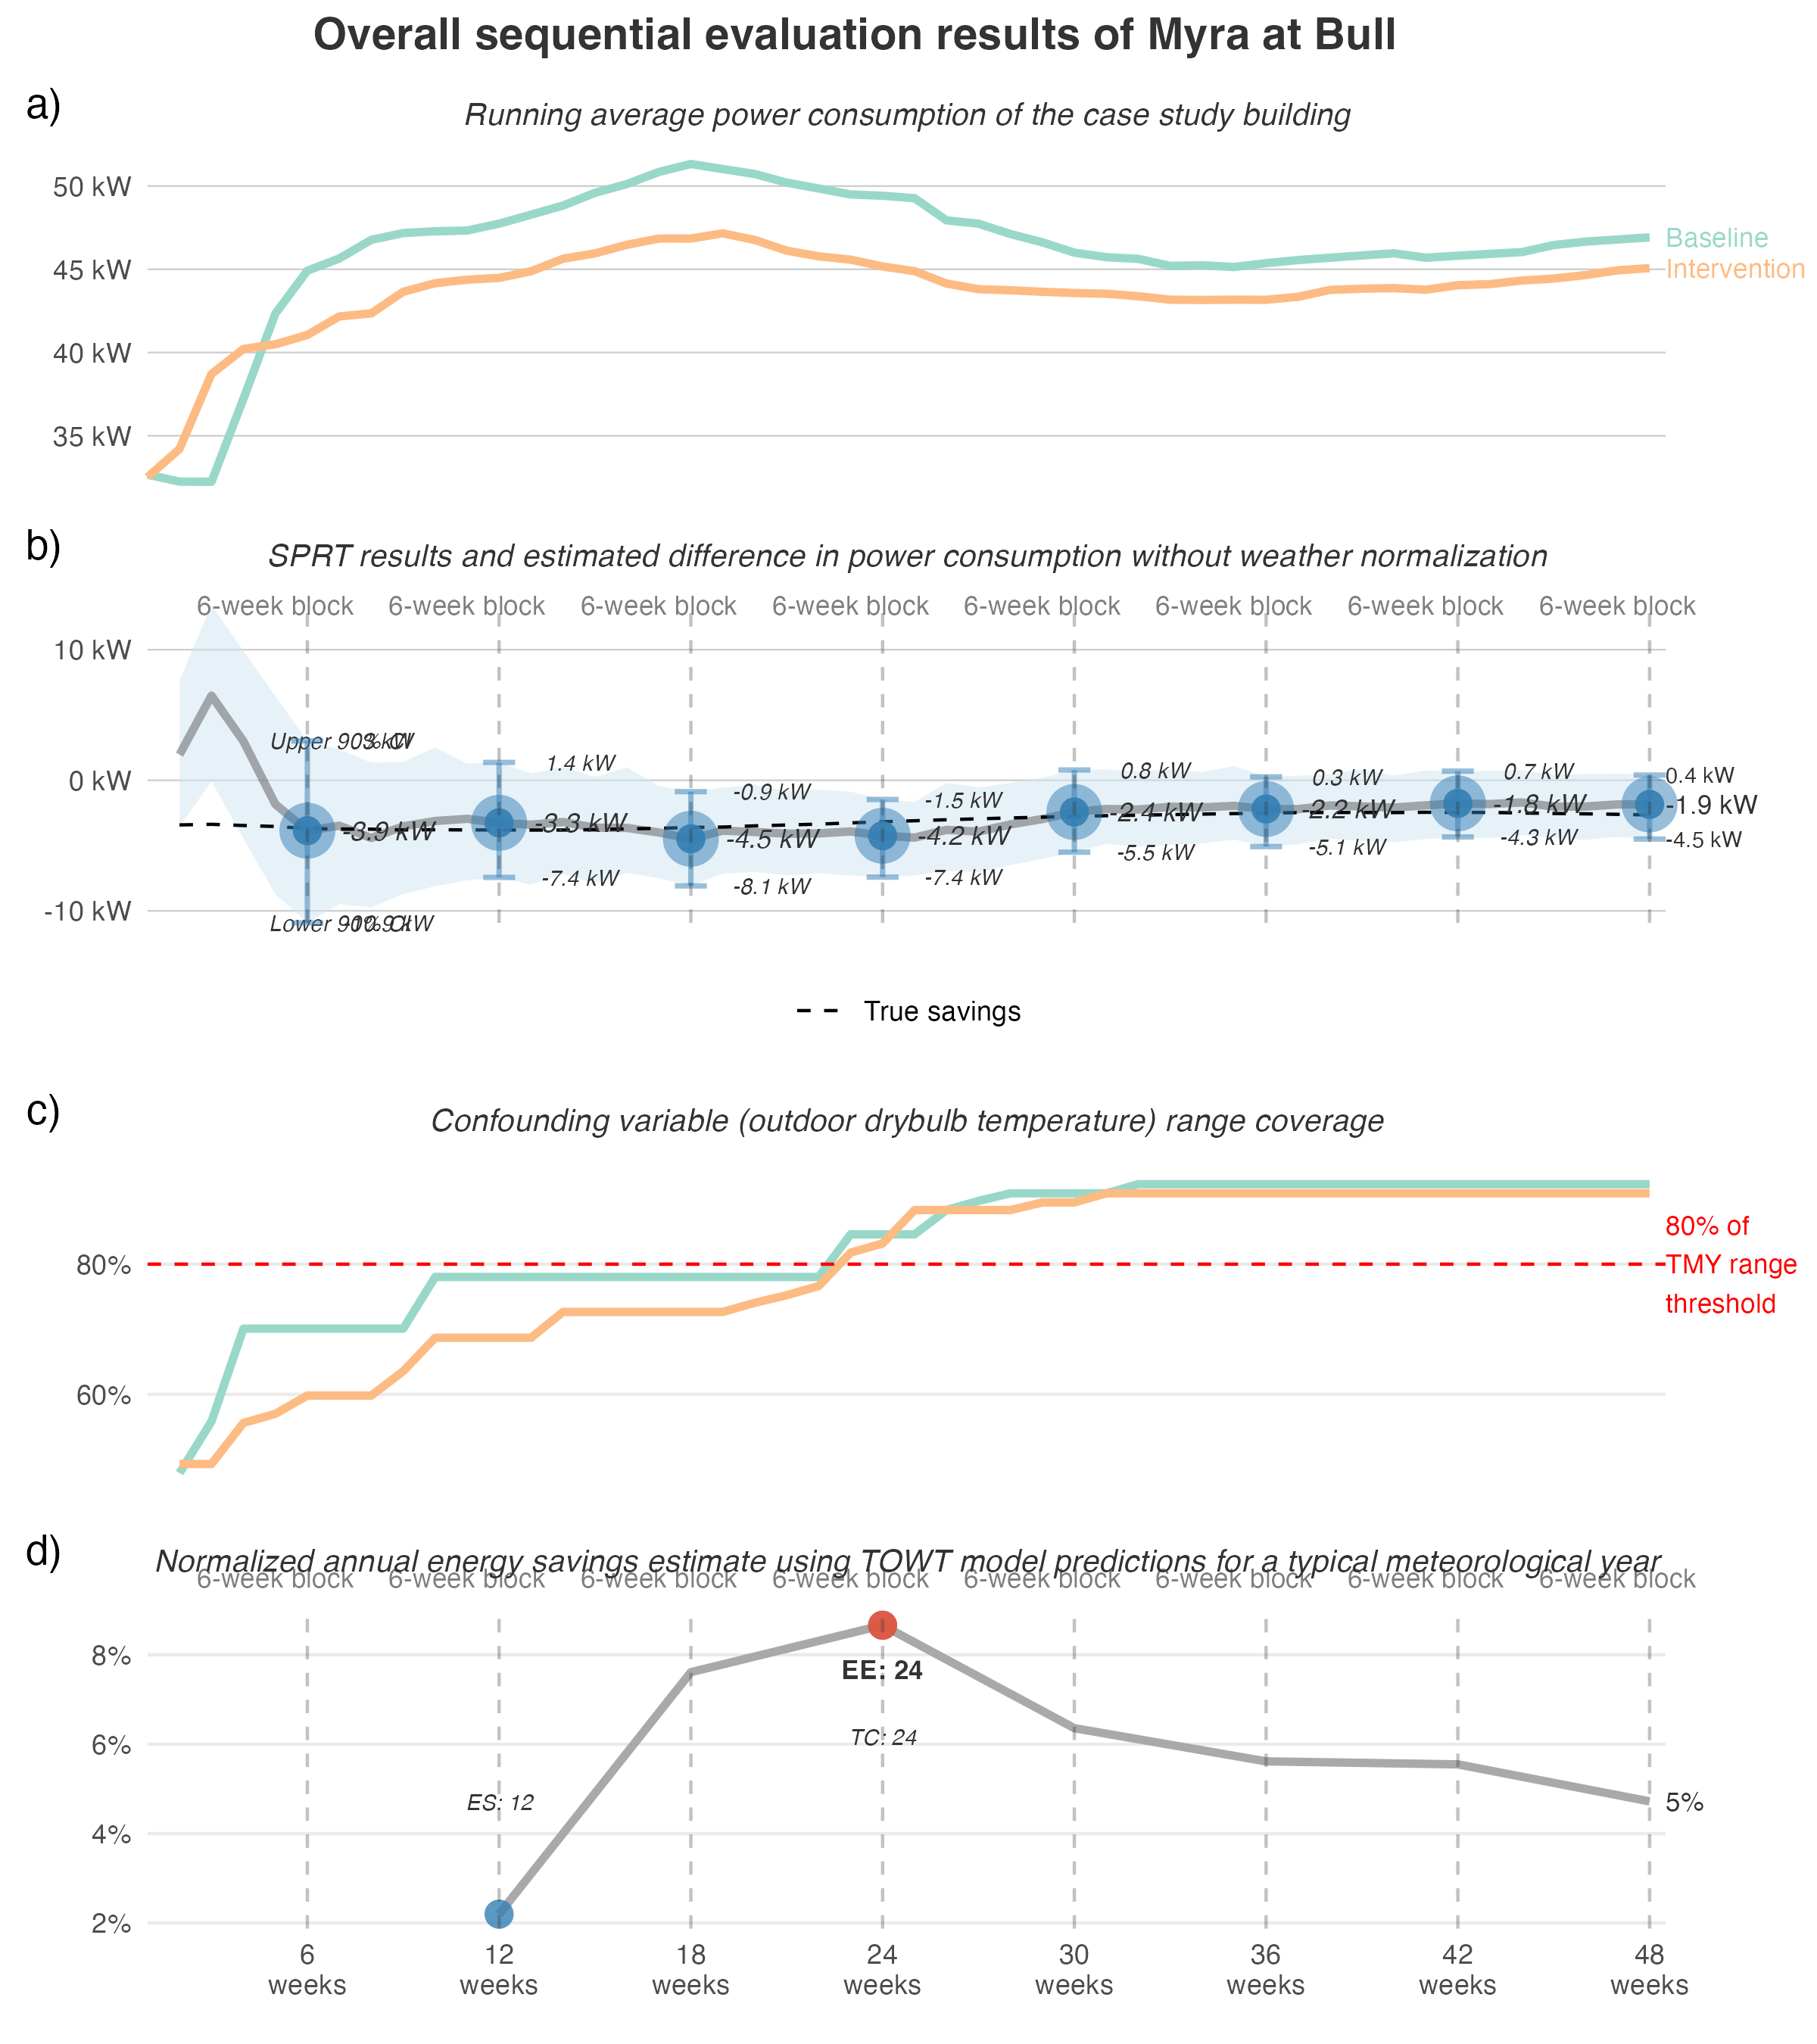 Overall sequential evaluation results of Myra at Bull
a)
Running average power consumption of the case study building
50 kW
45 kW
40 kW
35 kW
Baseline
Intervention
b)
SPRT results and estimated difference in power consumption without weather normalization
6-week block 6-week block 6-week block 6-week block 6-week block 6-week block 6-week block 6-week block
10 kW
0 kW
-10 kW
Upper 90% CI 3 kW
1.4 kW
-0.9 kW
-1.5 kW
0.8 kW
0.3 kW
0.7 kW
0.4 kW
-3.9 kW
-3.3 kW
-4.5 kW
-4.2 kW
-2.4 kW
-2.2 kW
-1.8 kW
-1.9 kW
Lower 90% CI -10.9 kW
-7.4 kW
-8.1 kW
-7.4 kW
-5.5 kW
-5.1 kW
-4.3 kW
-4.5 kW
True savings
c)
Confounding variable (outdoor drybulb temperature) range coverage
80%
60%
80% of
TMY range
threshold
d)
Normalized annual energy savings estimate using TOWT model predictions for a typical meteorological year
6-week block 6-week block 6-week block 6-week block 6-week block 6-week block 6-week block 6-week block
8%
6%
4%
2%
EE: 24
TC: 24
ES: 12
5%
6 12 18 24 30 36 42 48
weeks weeks weeks weeks weeks weeks weeks weeks